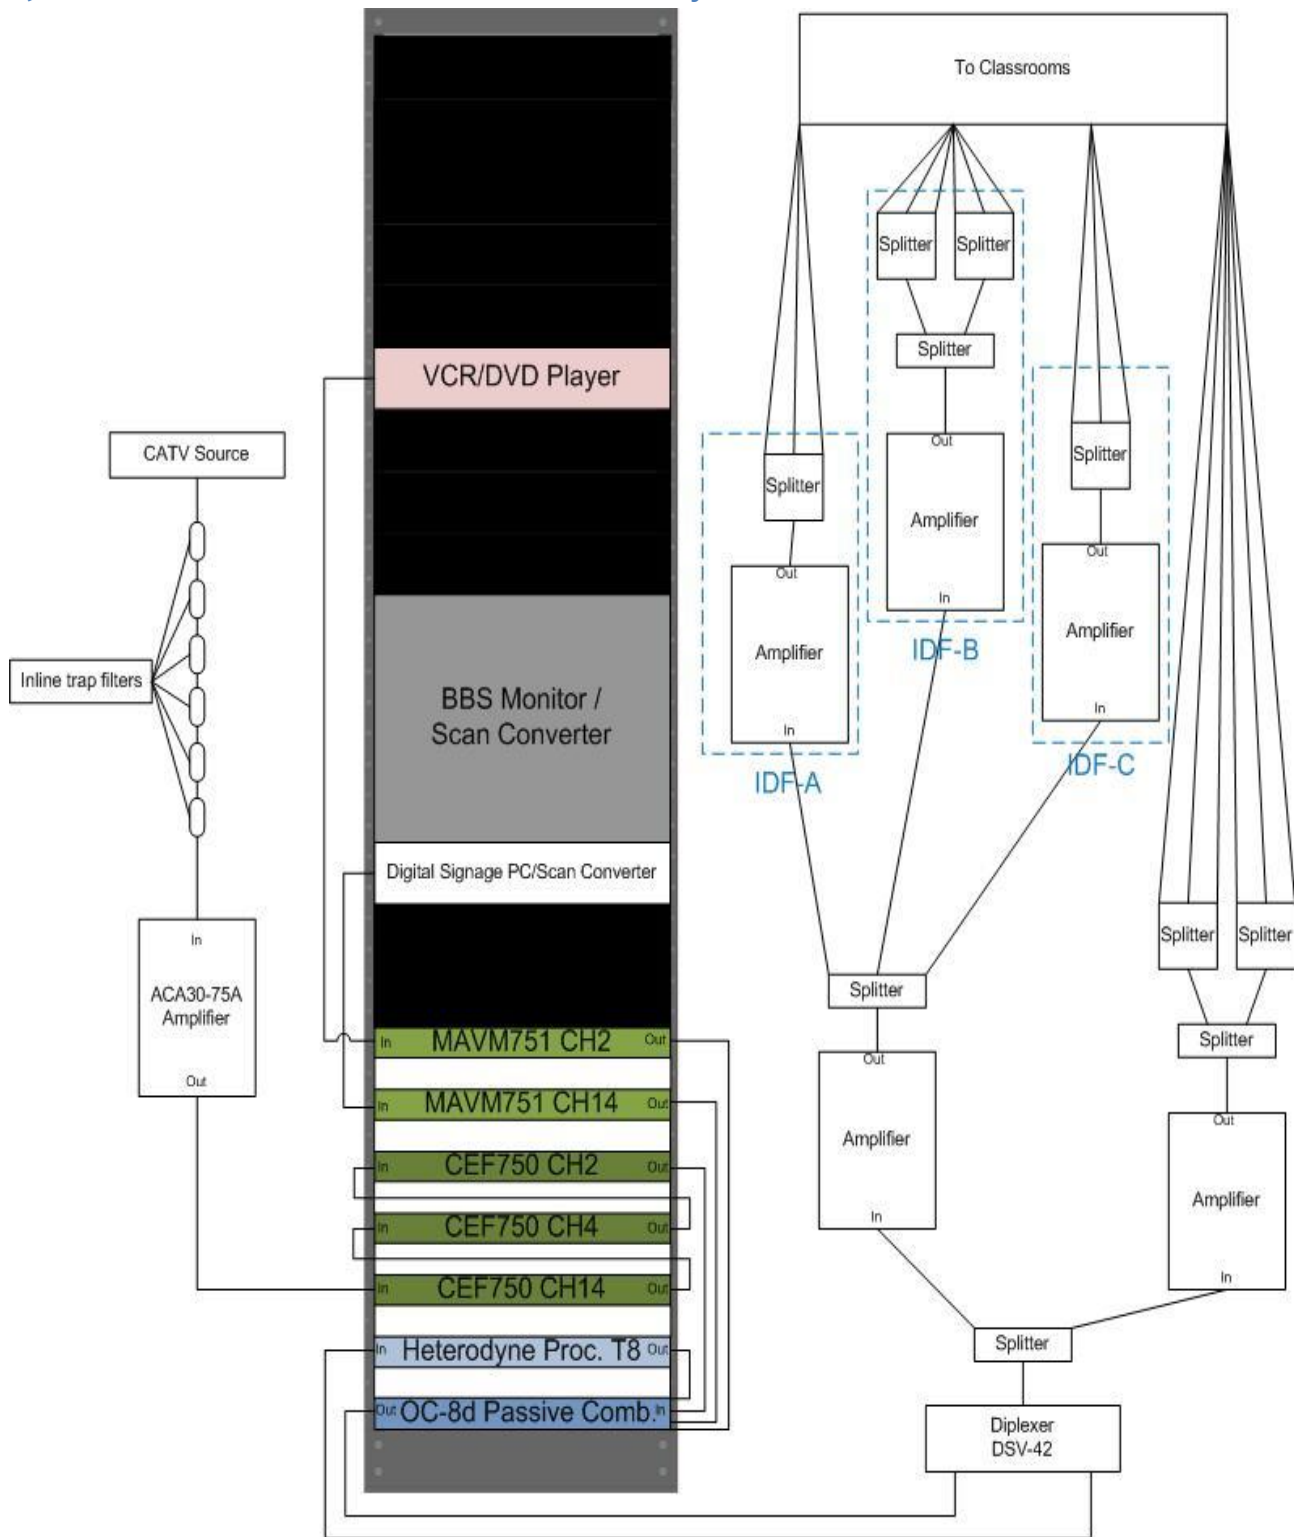 To Classrooms
Splitter
Splitter
Splitter
VCR/DVD Player
CATV Source
Out
Splitter
Splitter
Amplifier
Out
Out
In
Amplifier
Amplifier
IDF-B
Inline trap filters
BBS Monitor /
Scan Converter
In
In
IDF-A
IDF-C
Digital Signage PC/Scan Converter
In
ACA30-75A
Amplifier
Out
Splitter
Splitter
Splitter
Splitter
In MAVM751 CH2 Out
In MAVM751 CH14 Out
In CEF750 CH2 Out
In CEF750 CH4 Out
In CEF750 CH14 Out
In Heterodyne Proc. T8 Out
Out OC-8d Passive Comb. In
Out
Amplifier
In
Out
Amplifier
In
Splitter
Diplexer
DSV-42